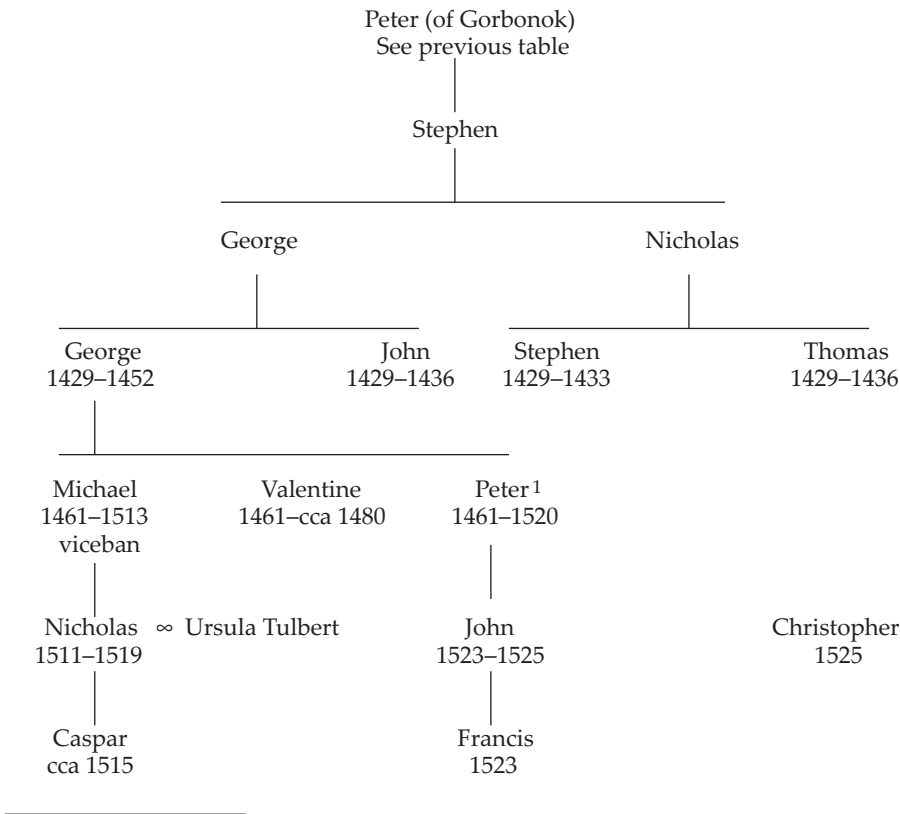 Peter (of Gorbonok)
See previous table
Stephen
George Nicholas
George John Stephen Thomas
1429–1452 1429–1436 1429–1433 1429–1436
Michael Valentine Peter 1
1461–1513 1461–cca 1480 1461–1520
viceban
Nicholas ∞ Ursula Tulbert John Christopher
1511–1519 1523–1525 1525
Caspar Francis
cca 1515 1523